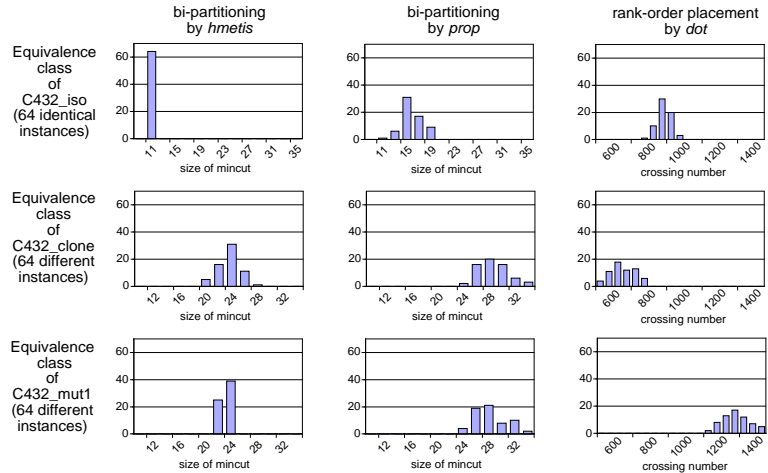 bi-partitioning
by hmetis
bi-partitioning
by prop
rank-order placement
by dot
Equivalence
class
of
C432_iso
(64 identical
instances)
60
40
20
0
11 15 19 23 27 31 35
size of mincut
60
40
20
0
11 15 19 23 27 31 35
size of mincut
60
40
20
0
600 800 1000 1200 1400
crossing number
Equivalence
class
of
C432_clone
(64 different
instances)
60
40
20
0
12 16 20 24 28 32
size of mincut
60
40
20
0
12 16 20 24 28 32
size of mincut
60
40
20
0
600 800 1000 1200 1400
crossing number
Equivalence
class
of
C432_mut1
(64 different
instances)
60
40
20
0
12 16 20 24 28 32
size of mincut
60
40
20
0
12 16 20 24 28 32
size of mincut
60
40
20
0
600 800 1000 1200 1400
crossing number